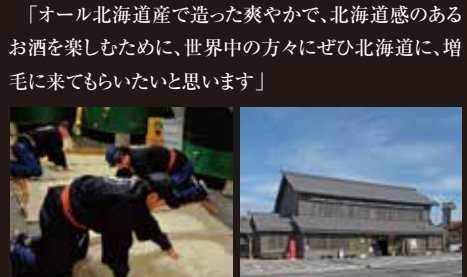 「オール北海道産で造った爽やかで、北海道感のある
お酒を楽しむために、世界中の方々にぜひ北海道に、増
毛に来てもらいたいと思います」